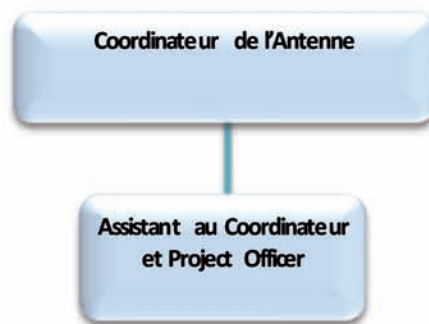 Coordinateur de l'Antenne
Assistant au Coordinateur
et Project Officer